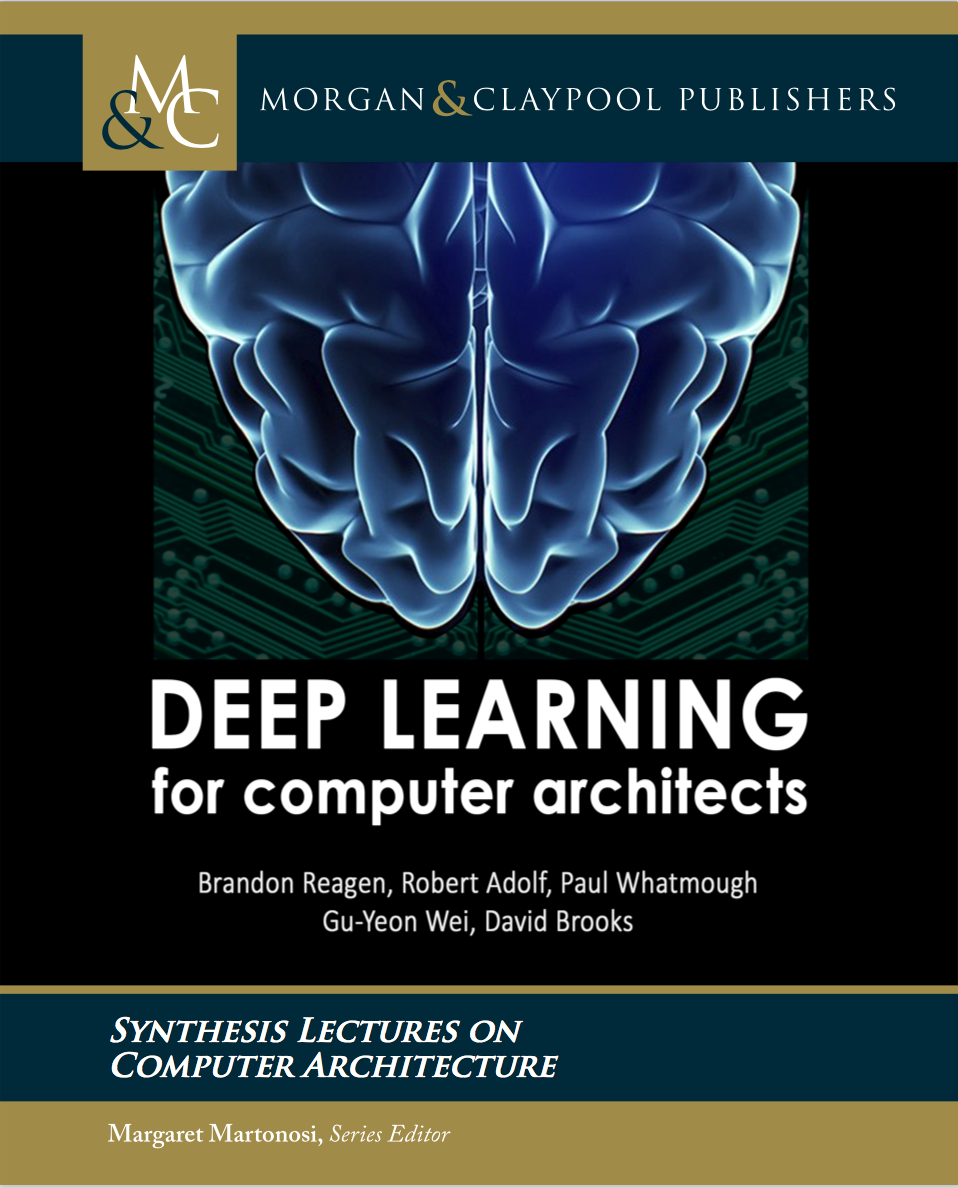 M
&C
MORGAN & CLAYPOOL PUBLISHERS
DEEP LEARNING
for computer architects
Brandon Reagen, Robert Adolf, Paul Whatmough
Gu-Yeon Wei, David Brooks
SYNTHESIS LECTURES ON
COMPUTER ARCHITECTURE
Margaret Martonosi, Series Editor